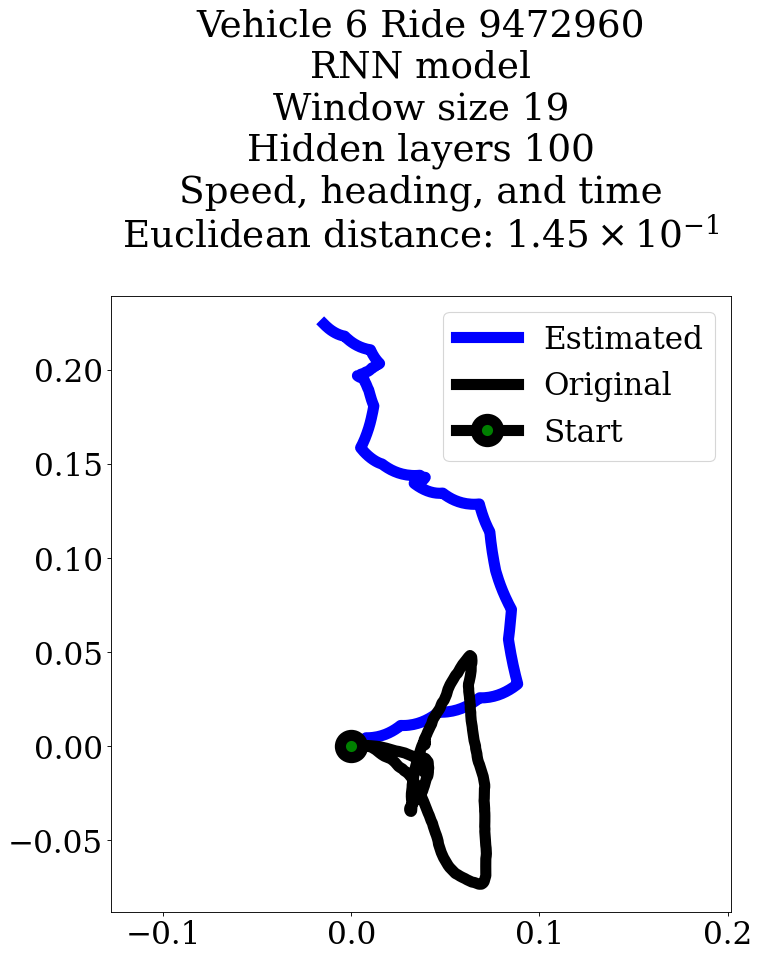 Vehicle 6 Ride 9472960
RNN model
Window size 19
Hidden layers 100
Speed, heading, and time
Euclidean distance: 1.45 × 10⁻¹
Estimated
Original
Start
0.20
0.15
0.10
0.05
0.00
−0.05
−0.1 0.0 0.1 0.2